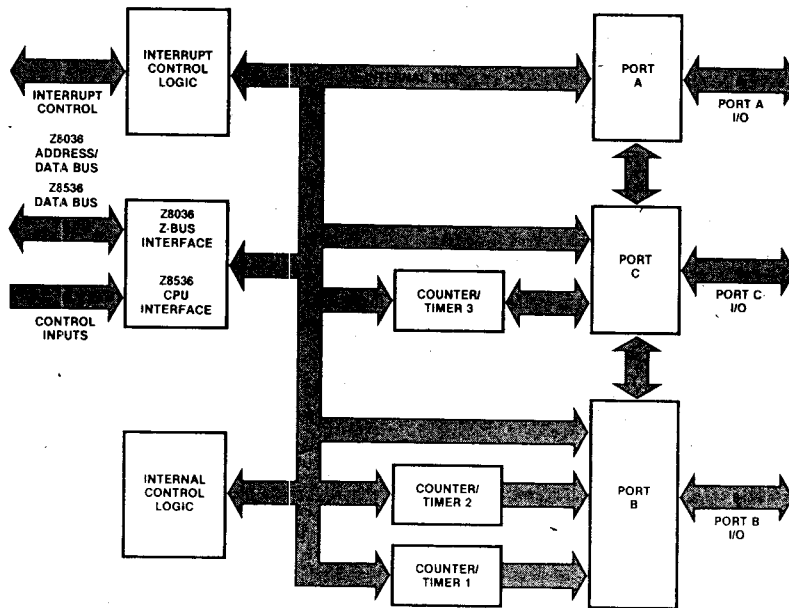 INTERRUPT
CONTROL
LOGIC
INTERNAL BUS
PORT
A
INTERRUPT
CONTROL
PORT A
I/O
Z8036
ADDRESS/
DATA BUS
Z8536
DATA BUS
Z8036
Z-BUS
INTERFACE
Z8536
CPU
INTERFACE
CONTROL
INPUTS
PORT
C
COUNTER/
TIMER 3
PORT C
I/O
INTERNAL
CONTROL
LOGIC
COUNTER/
TIMER 2
PORT
B
PORT B
I/O
COUNTER/
TIMER 1